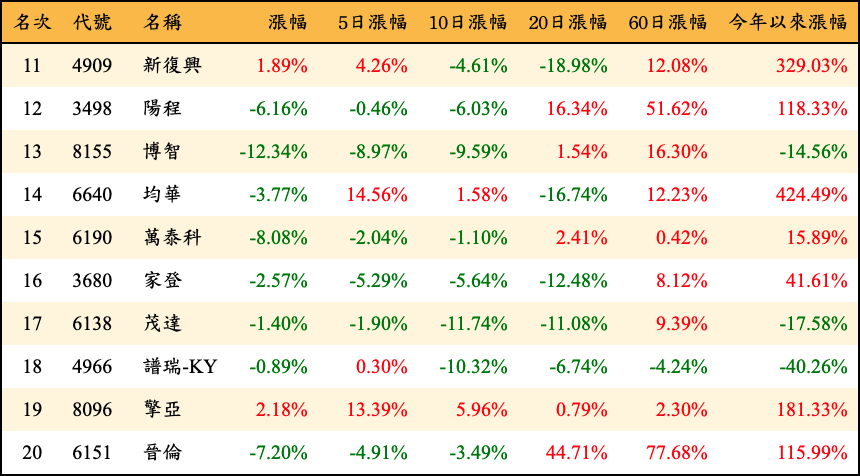 名次 代號 名稱 漲幅 5日漲幅 10日漲幅 20日漲幅 60日漲幅 今年以來漲幅
11 4909 新復興 1.89% 4.26% -4.61% -18.98% 12.08% 329.03%
12 3498 陽程 -6.16% -0.46% -6.03% 16.34% 51.62% 118.33%
13 8155 博智 -12.34% -8.97% -9.59% 1.54% 16.30% -14.56%
14 6640 均華 -3.77% 14.56% 1.58% -16.74% 12.23% 424.49%
15 6190 萬泰科 -8.08% -2.04% -1.10% 2.41% 0.42% 15.89%
16 3680 家登 -2.57% -5.29% -5.64% -12.48% 8.12% 41.61%
17 6138 茂達 -1.40% -1.90% -11.74% -11.08% 9.39% -17.58%
18 4966 譜瑞-KY -0.89% 0.30% -10.32% -6.74% -4.24% -40.26%
19 8096 擎亞 2.18% 13.39% 5.96% 0.79% 2.30% 181.33%
20 6151 晉倫 -7.20% -4.91% -3.49% 44.71% 77.68% 115.99%